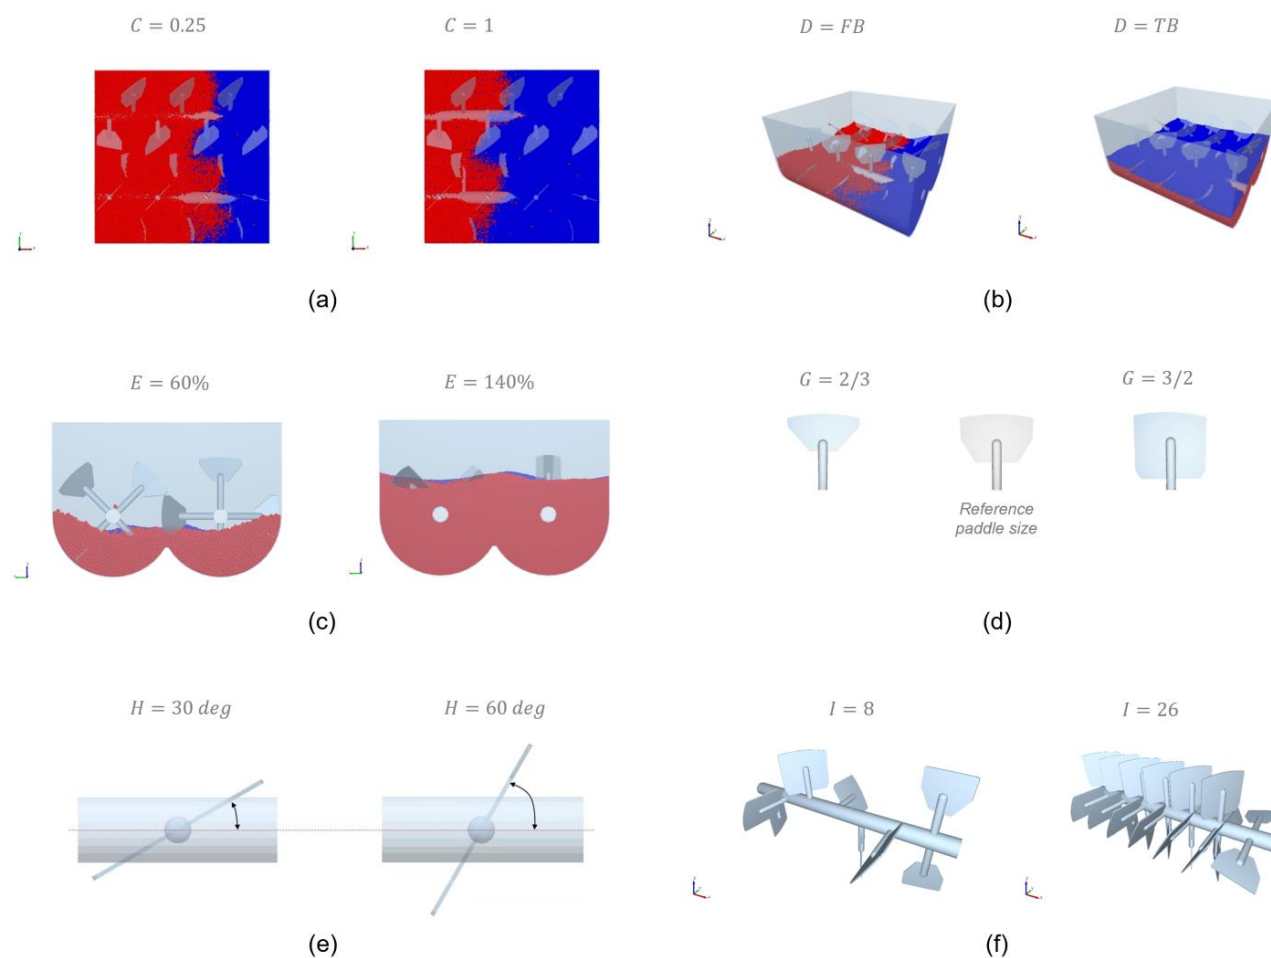 C = 0.25
C = 1
D = FB
D = TB
(a)
(b)
E = 60%
E = 140%
G = 2/3
G = 3/2
Reference
paddle size
(c)
(d)
H = 30 deg
H = 60 deg
I = 8
I = 26
(e)
(f)